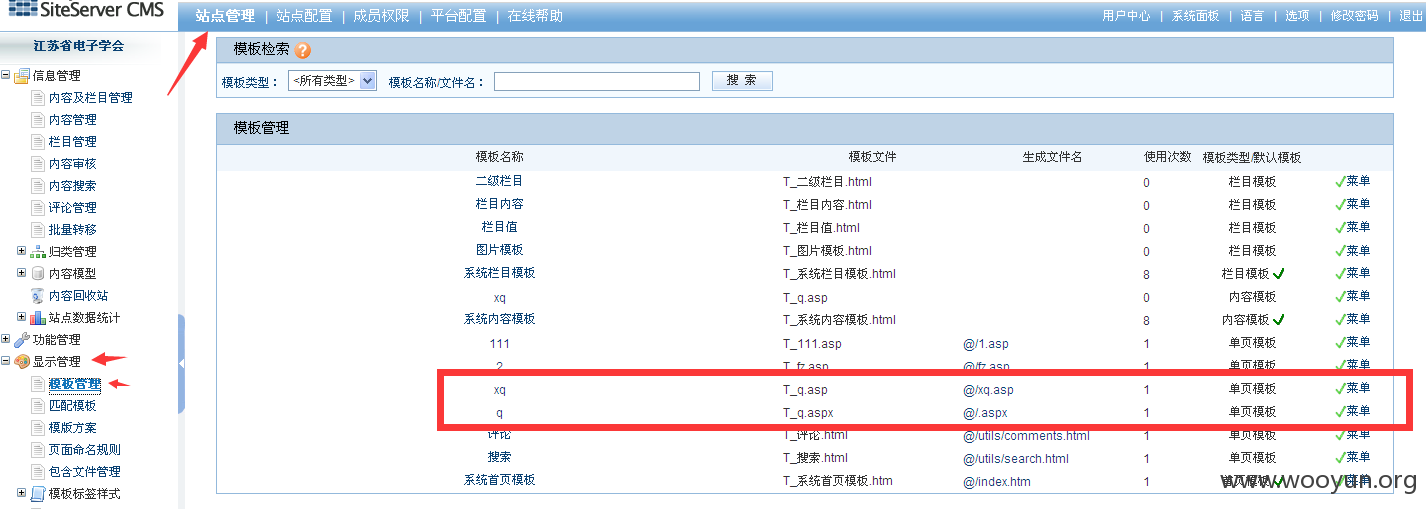 SiteServer CMS
站点管理 | 站点配置 | 成员权限 | 平台配置 | 在线帮助
用户中心 | 系统面板 | 语言 | 选项 | 修改密码 | 退出
江苏省电子学会
信息管理
内容及栏目管理
内容管理
栏目管理
内容审核
内容搜索
评论管理
批量转移
归类管理
内容模型
内容回收站
站点数据统计
功能管理
显示管理
模板管理
匹配模板
模版方案
页面命名规则
包含文件管理
模板标签样式
模板检索
模板类型： <所有类型> 模板名称/文件名： 搜 索
模板管理
模板名称 模板文件 生成文件名 使用次数 模板类型/默认模板
二级栏目 T_二级栏目.html 0 栏目模板 菜单
栏目内容 T_栏目内容.html 0 栏目模板 菜单
栏目值 T_栏目值.html 0 栏目模板 菜单
图片模板 T_图片模板.html 0 栏目模板 菜单
系统栏目模板 T_系统栏目模板.html 8 栏目模板 菜单
xq T_q.asp 0 内容模板 菜单
系统内容模板 T_系统内容模板.html 8 内容模板 菜单
111 T_111.asp @/1.asp 1 单页模板 菜单
2 T_fz.asp @/fz.asp 1 单页模板 菜单
xq T_q.asp @/xq.asp 1 单页模板 菜单
q T_q.aspx @/.aspx 1 单页模板 菜单
评论 T_评论.html @/utils/comments.html 1 单页模板 菜单
搜索 T_搜索.html @/utils/search.html 1 单页模板 菜单
系统首页模板 T_系统首页模板.htm @/index.htm 1 首页模板 菜单
www.wooyun.org